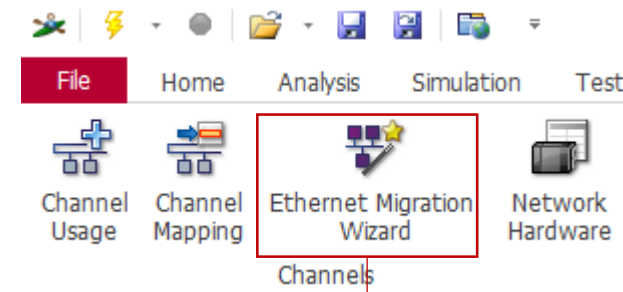 File Home Analysis Simulation Test
Channel Channel Ethernet Migration Network
Usage Mapping Wizard Hardware
Channels